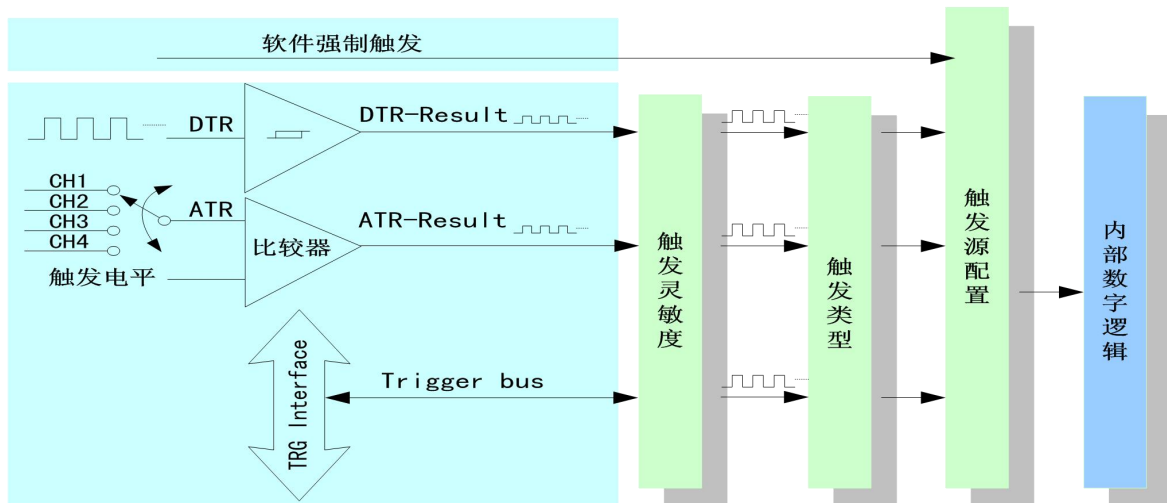 软件强制触发
DTR
DTR-Result
CH1
CH2
CH3
CH4
ATR
ATR-Result
比较器
触发电平
TRG Interface
Trigger bus
触发灵敏度
触发类型
触发源配置
内部数字逻辑